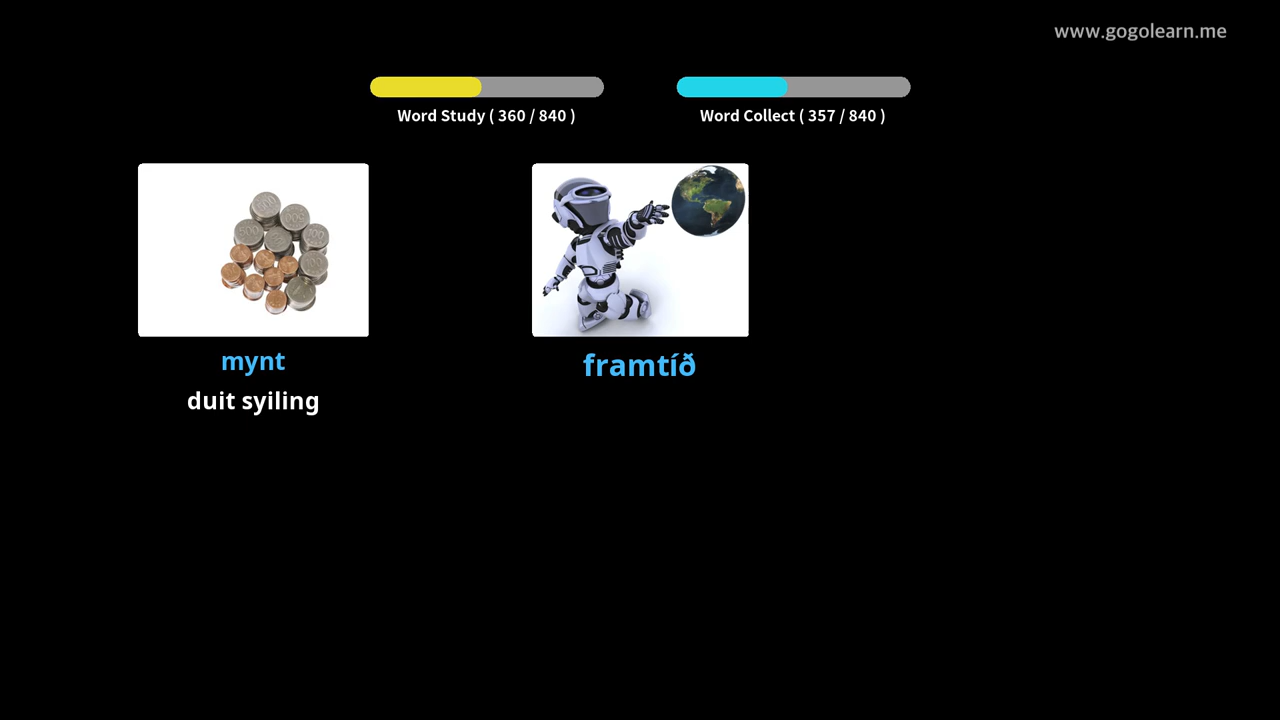 www.gogolearn.me
Word Study ( 360 / 840 )
Word Collect ( 357 / 840 )
mynt
duit syiling
framtíð